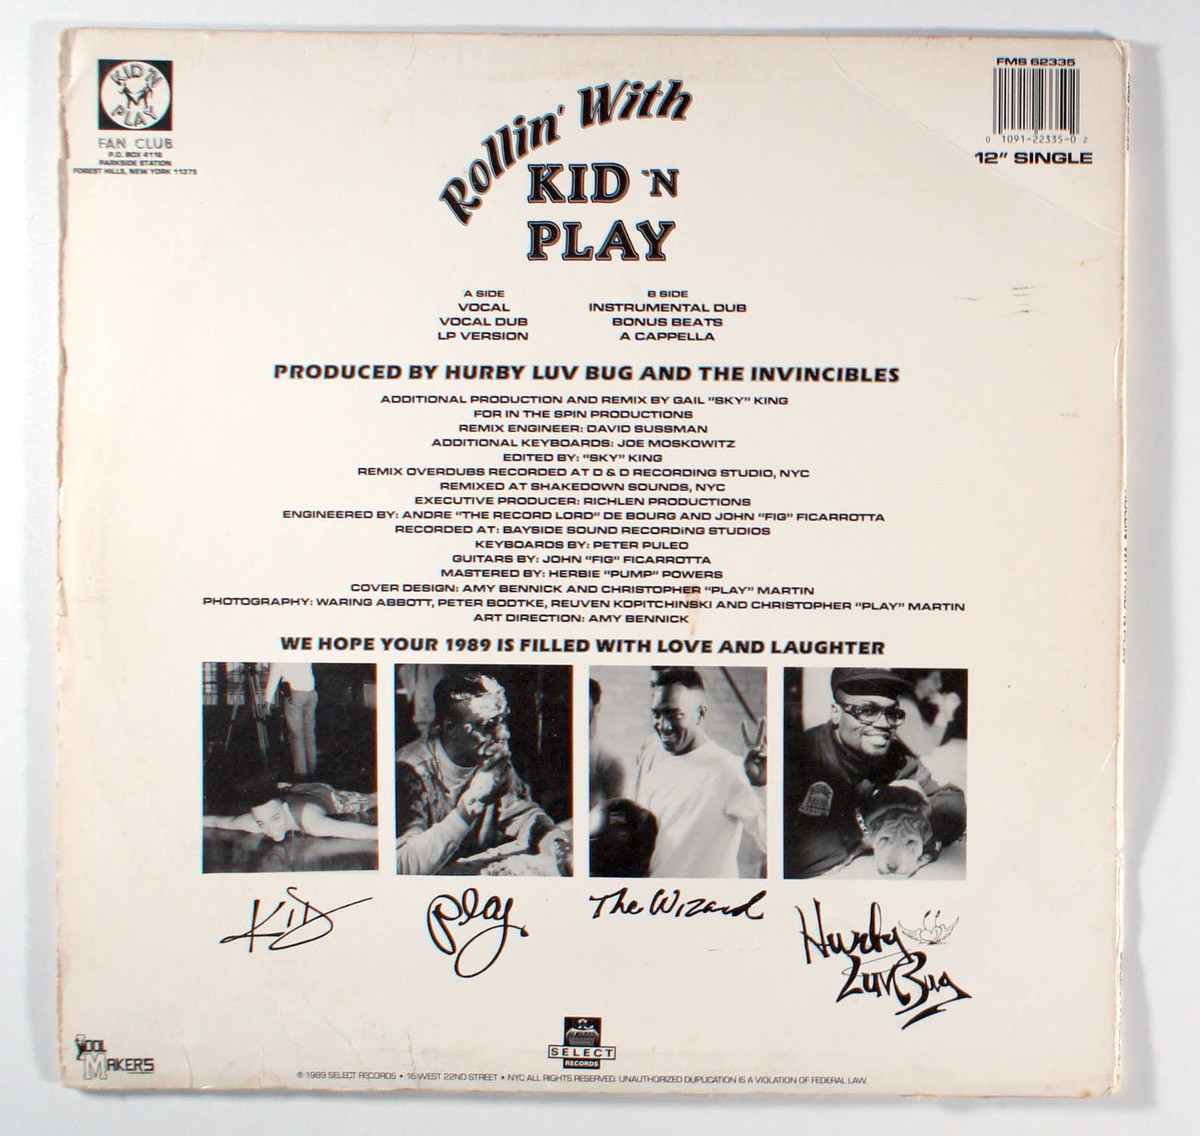 KID 'N
PLAY
FAN CLUB
P.O. BOX 4116
PARKSIDE STATION
FOREST HILLS, NEW YORK 11375
FMS 62335
0 1091-22335-0 2
12" SINGLE
Rollin' With
KID 'N
PLAY
A SIDE
VOCAL
VOCAL DUB
LP VERSION
B SIDE
INSTRUMENTAL DUB
BONUS BEATS
A CAPPELLA
PRODUCED BY HURBY LUV BUG AND THE INVINCIBLES
ADDITIONAL PRODUCTION AND REMIX BY GAIL "SKY" KING
FOR IN THE SPIN PRODUCTIONS
REMIX ENGINEER: DAVID SUSSMAN
ADDITIONAL KEYBOARDS: JOE MOSKOWITZ
EDITED BY: "SKY" KING
REMIX OVERDUBS RECORDED AT D & D RECORDING STUDIO, NYC
REMIXED AT SHAKEDOWN SOUNDS, NYC
EXECUTIVE PRODUCER: RICHLEN PRODUCTIONS
ENGINEERED BY: ANDRE "THE RECORD LORD" DE BOURG AND JOHN "FIG" FICARROTTA
RECORDED AT: BAYSIDE SOUND RECORDING STUDIOS
KEYBOARDS BY: PETER PULEO
GUITARS BY: JOHN "FIG" FICARROTTA
MASTERED BY: HERBIE "PUMP" POWERS
COVER DESIGN: AMY BENNICK AND CHRISTOPHER "PLAY" MARTIN
PHOTOGRAPHY: WARING ABBOTT, PETER BODTKE, REUVEN KOPITCHINSKI AND CHRISTOPHER "PLAY" MARTIN
ART DIRECTION: AMY BENNICK
WE HOPE YOUR 1989 IS FILLED WITH LOVE AND LAUGHTER
Kid
Play
The Wizard
Hurby
Luv Bug
IDOL
MAKERS
SELECT
RECORDS
℗ 1989 SELECT RECORDS • 16 WEST 22ND STREET • NYC ALL RIGHTS RESERVED. UNAUTHORIZED DUPLICATION IS A VIOLATION OF FEDERAL LAW.